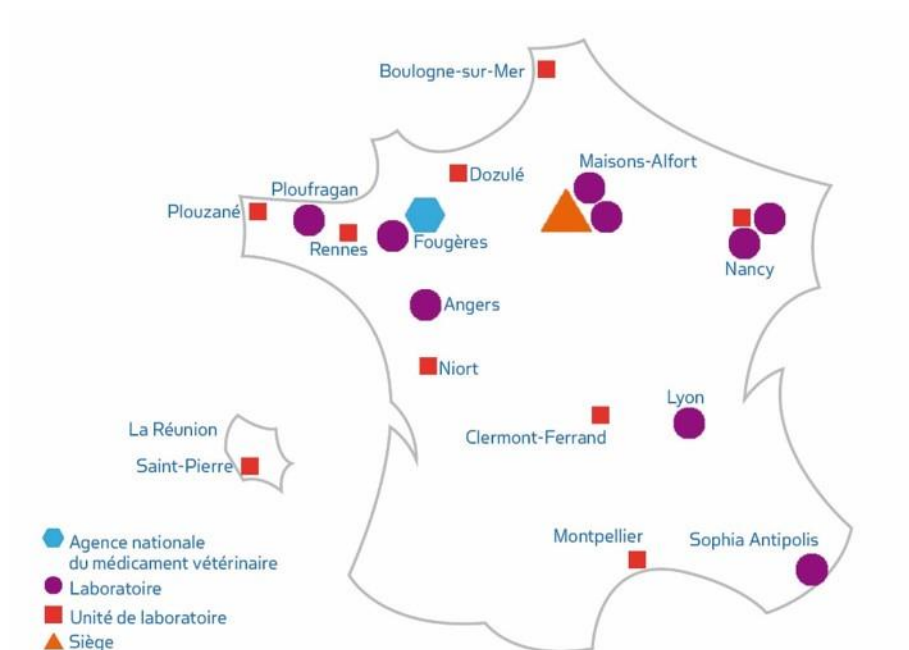 Boulogne-sur-Mer
Dozulé
Maisons-Alfort
Ploufragan
Plouzané
Rennes
Fougères
Nancy
Angers
Niort
Lyon
Clermont-Ferrand
La Réunion
Saint-Pierre
Montpellier
Sophia Antipolis
Agence nationale
du médicament vétérinaire
Laboratoire
Unité de laboratoire
Siège